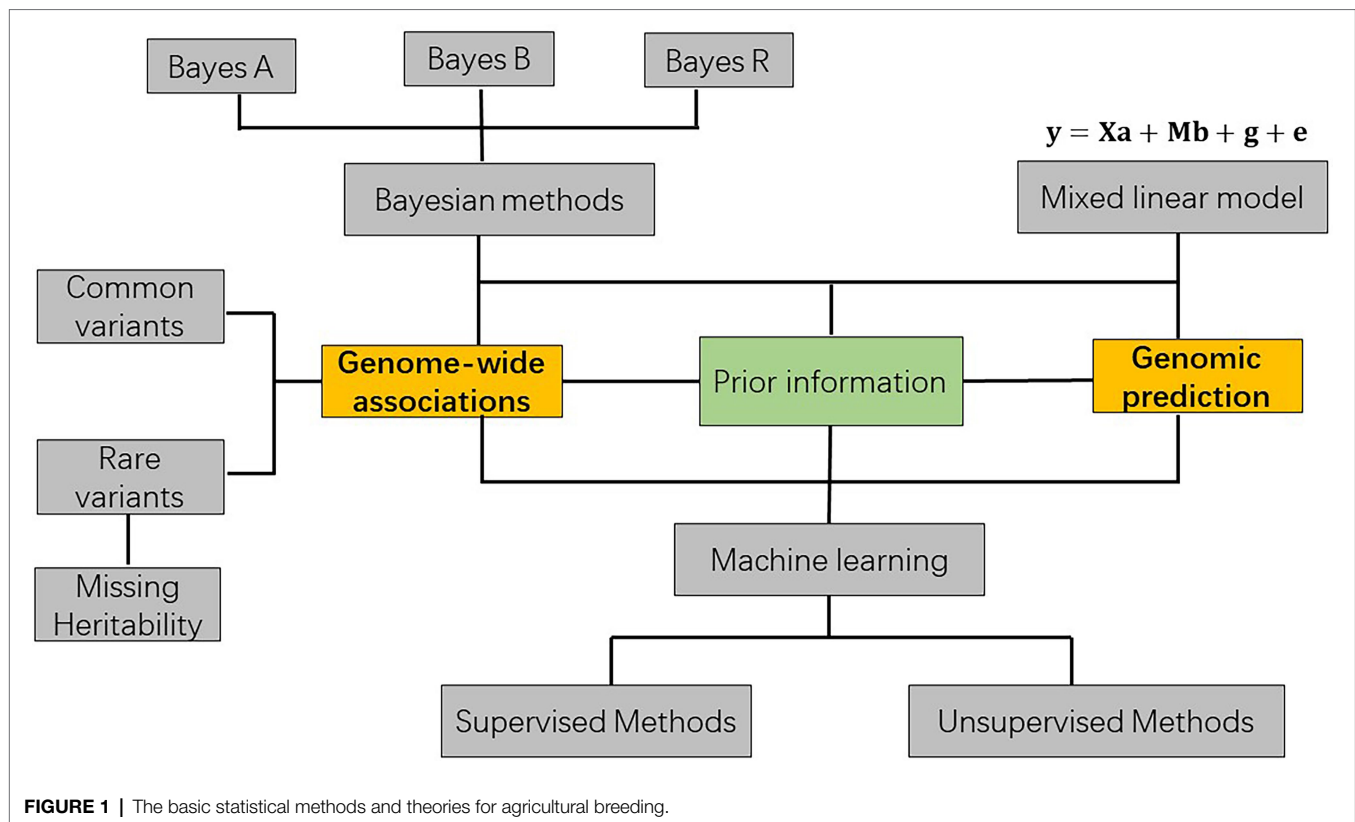 Bayes A
Bayes B
Bayes R
y = Xa + Mb + g + e
Bayesian methods
Mixed linear model
Common
variants
Genome-wide
associations
Prior information
Genomic
prediction
Rare
variants
Machine learning
Missing
Heritability
Supervised Methods
Unsupervised Methods
FIGURE 1 | The basic statistical methods and theories for agricultural breeding.